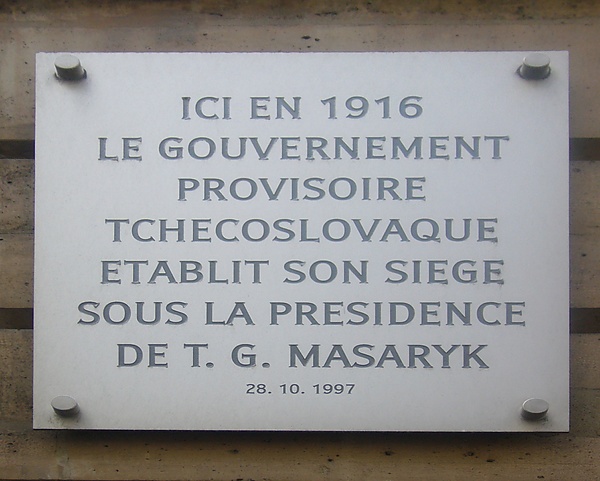 ICI EN 1916
LE GOUVERNEMENT
PROVISOIRE
TCHECOSLOVAQUE
ETABLIT SON SIEGE
SOUS LA PRESIDENCE
DE T. G. MASARYK
28. 10. 1997